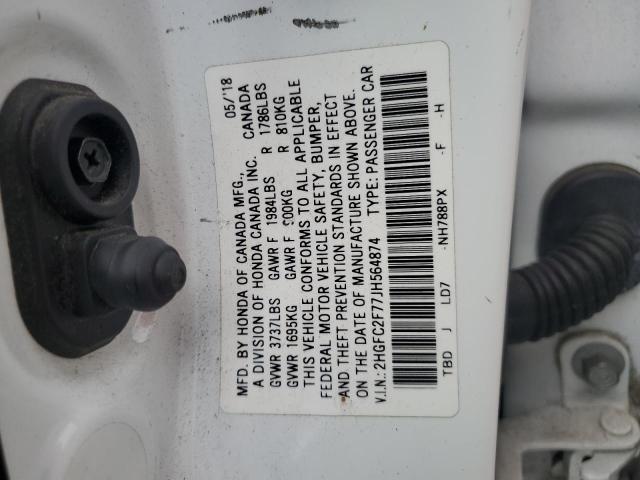 MFD. BY HONDA OF CANADA MFG., 05/'18
A DIVISION OF HONDA CANADA INC. CANADA
GVWR 3737LBS GAWR F 1984LBS R 1786LBS
GVWR 1695KG GAWR F 900KG R 810KG
THIS VEHICLE CONFORMS TO ALL APPLICABLE
FEDERAL MOTOR VEHICLE SAFETY, BUMPER,
AND THEFT PREVENTION STANDARDS IN EFFECT
ON THE DATE OF MANUFACTURE SHOWN ABOVE.
V.I.N.: 2HGFC2F77JH564874 TYPE: PASSENGER CAR
TBD J LD7 -NH788PX -F -H